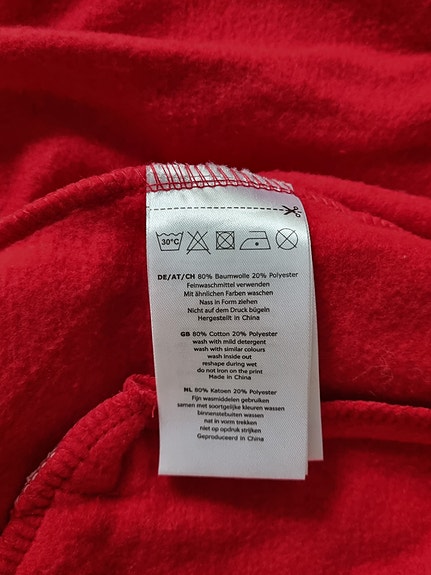 30°C
DE/AT/CH 80% Baumwolle 20% Polyester
Feinwaschmittel verwenden
Mit ähnlichen Farben waschen
Nass in Form ziehen
Nicht auf dem Druck bügeln
Hergestellt in China
GB 80% Cotton 20% Polyester
wash with mild detergent
wash with similar colours
wash inside out
reshape during wet
do not iron on the print
Made in China
NL 80% Katoen 20% Polyester
Fijn wasmiddelen gebruiken
samen met soortgelijke kleuren wassen
binnenstebuiten wassen
nat in vorm trekken
niet op opdruk strijken
Geproduceerd in China